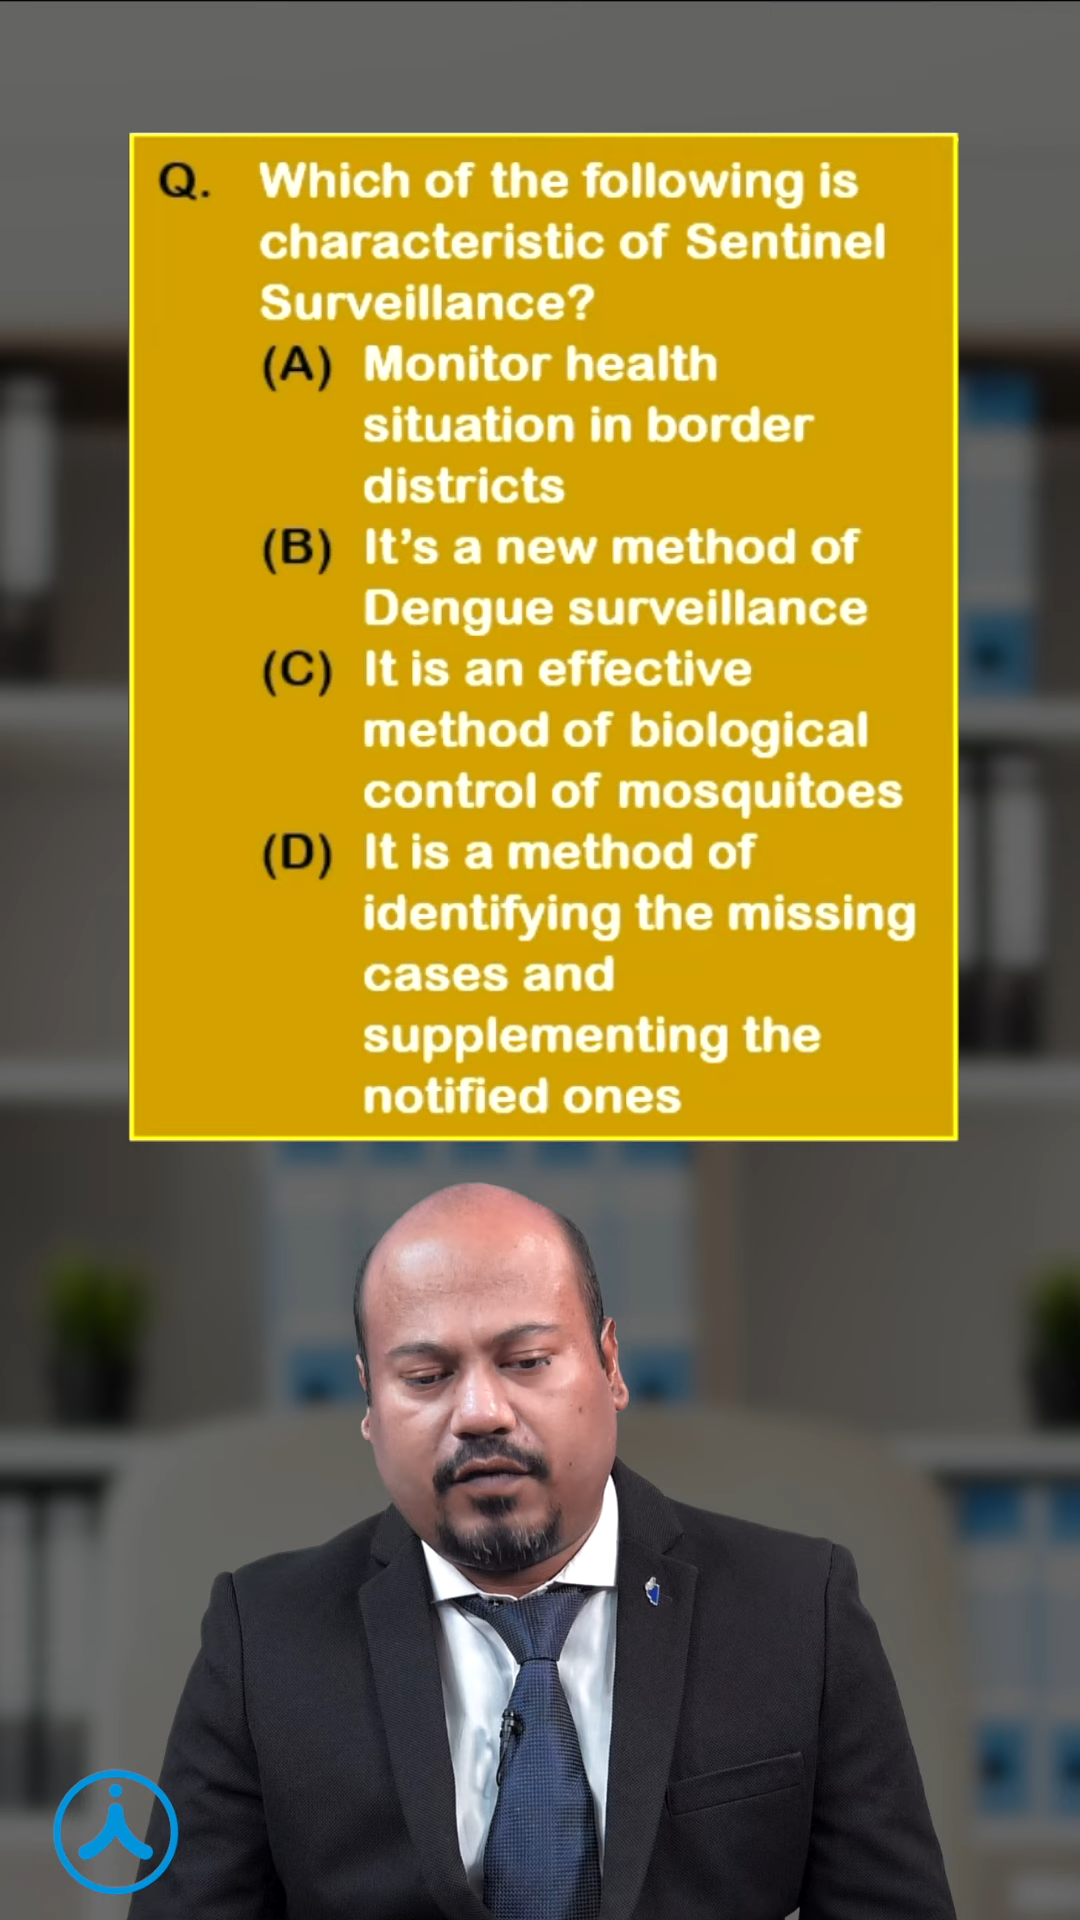 Q. Which of the following is
characteristic of Sentinel
Surveillance?
(A) Monitor health
situation in border
districts
(B) It's a new method of
Dengue surveillance
(C) It is an effective
method of biological
control of mosquitoes
(D) It is a method of
identifying the missing
cases and
supplementing the
notified ones